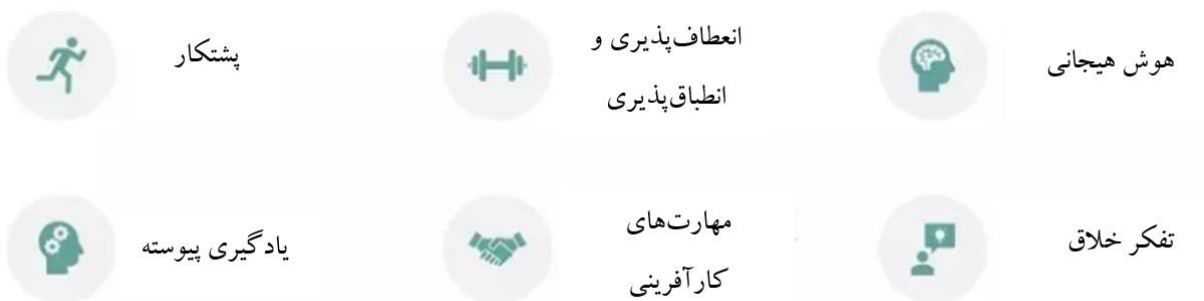 هوش هیجانی
انعطاف‌پذیری و
انطباق‌پذیری
پشتکار
تفکر خلاق
مهارت‌های
کارآفرینی
یادگیری پیوسته